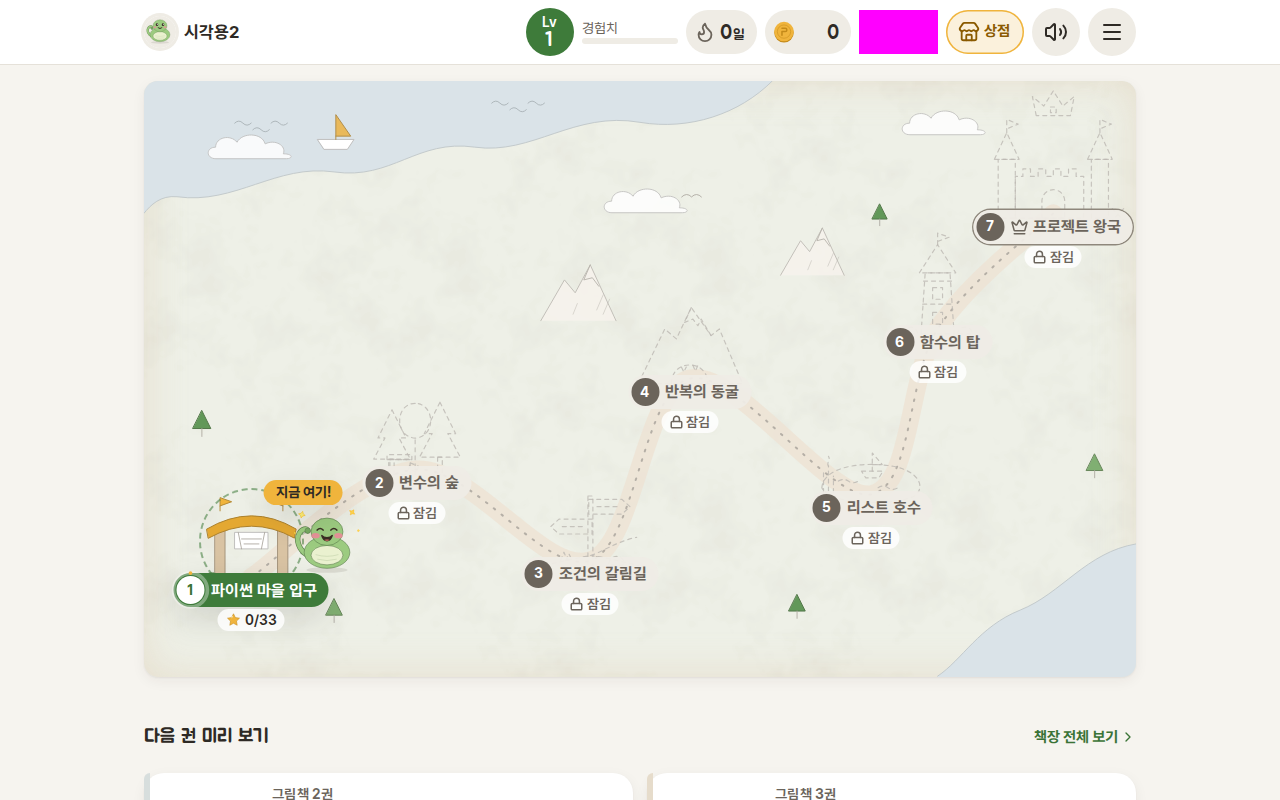 시각용2
Lv
1
경험치
0일
0
상점
7 프로젝트 왕국
잠김
6 함수의 탑
잠김
4 반복의 동굴
잠김
2 변수의 숲
잠김
지금 여기!
5 리스트 호수
잠김
3 조건의 갈림길
잠김
1 파이썬 마을 입구
0/33
다음 권 미리 보기
책장 전체 보기
그림책 2권
그림책 3권